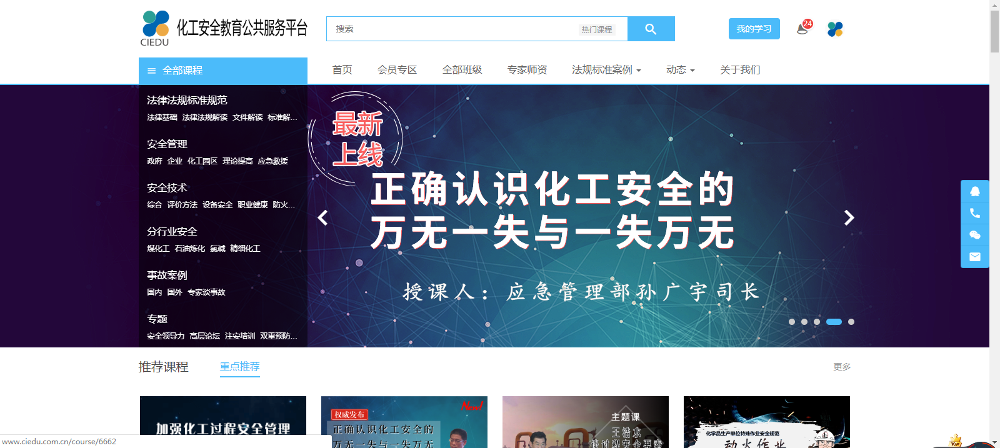 化工安全教育公共服务平台
CIEDU
搜索
热门课程
我的学习
24
全部课程
首页
会员专区
全部班级
专家师资
法规标准案例
动态
关于我们
法律法规标准规范
法律基础 法律法规解读 文件解读 标准解...
安全管理
政府 企业 化工园区 理论提高 应急救援
安全技术
综合 评价方法 设备安全 职业健康 防火...
分行业安全
煤化工 石油炼化 氯碱 精细化工
事故案例
国内 国外 专家谈事故
专题
安全领导力 高层论坛 注安培训 双重预防...
最新
上线
正确认识化工安全的
万无一失与一失万无
授课人：应急管理部孙广宇司长
推荐课程
重点推荐
更多
加强化工过程安全管理
New!
权威发布
正确认识化工安全的
万无一失与一失万无
主题课
王浩水
谈过程安全要素
化学品生产单位特殊作业安全规范
动火作业
VIP
www.ciedu.com.cn/course/6662